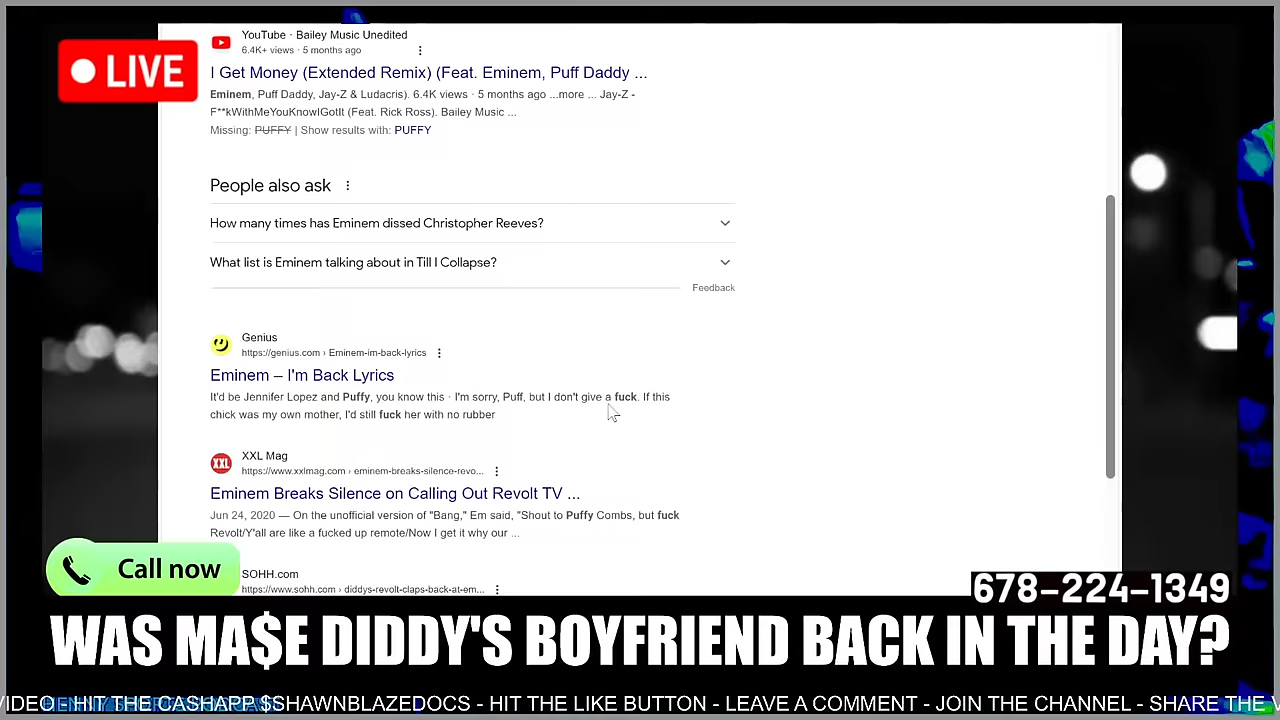 YouTube · Bailey Music Unedited
6.4K+ views · 5 months ago
LIVE
I Get Money (Extended Remix) (Feat. Eminem, Puff Daddy ...
Eminem, Puff Daddy, Jay-Z & Ludacris). 6.4K views · 5 months ago ...more ... Jay-Z -
F**kWithMeYouKnowIGotIt (Feat. Rick Ross). Bailey Music ...
Missing: PUFFY | Show results with: PUFFY
People also ask
How many times has Eminem dissed Christopher Reeves?
What list is Eminem talking about in Till I Collapse?
Feedback
Genius
https://genius.com › Eminem-im-back-lyrics
Eminem – I'm Back Lyrics
It'd be Jennifer Lopez and Puffy, you know this · I'm sorry, Puff, but I don't give a fuck. If this
chick was my own mother, I'd still fuck her with no rubber
XXL
XXL Mag
https://www.xxlmag.com › eminem-breaks-silence-revo...
Eminem Breaks Silence on Calling Out Revolt TV ...
Jun 24, 2020 — On the unofficial version of "Bang," Em said, "Shout to Puffy Combs, but fuck
Revolt/Y'all are like a fucked up remote/Now I get it why our ...
Call now
SOHH.com
https://www.sohh.com › diddys-revolt-claps-back-at-em...
678-224-1349
WAS MA$E DIDDY'S BOYFRIEND BACK IN THE DAY?
VIDEO - HIT THE CASHAPP $SHAWNBLAZEDOCS - HIT THE LIKE BUTTON - LEAVE A COMMENT - JOIN THE CHANNEL - SHARE THE V